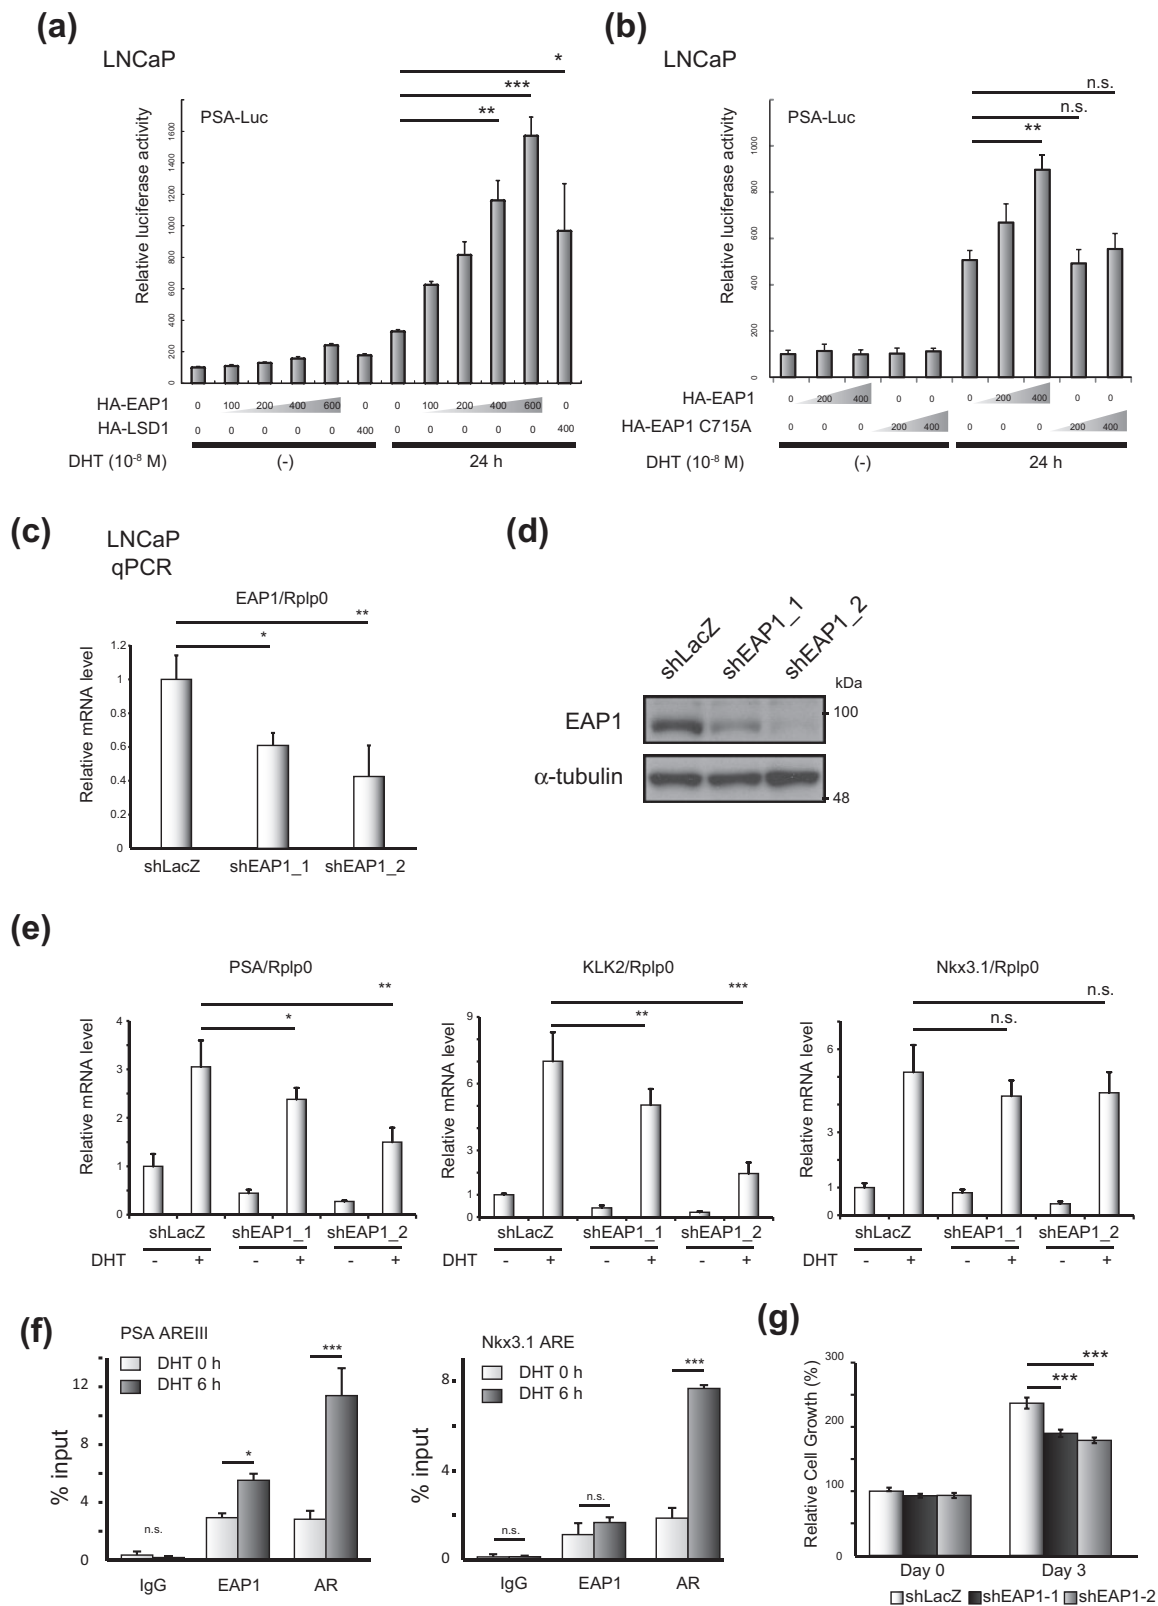 (a)
LNCaP
PSA-Luc
* 
***
**
Relative luciferase activity
1600
1400
1200
1000
800
600
400
200
0
HA-EAP1 0 100 200 400 600 0 0 100 200 400 600 0
HA-LSD1 0 0 0 0 0 400 0 0 0 0 0 400
DHT (10-8 M) (-) 24 h
(b)
LNCaP
PSA-Luc
n.s.
n.s.
**
Relative luciferase activity
1000
800
600
400
200
0
HA-EAP1 0 200 400 0 0 0 200 400 0 0
HA-EAP1 C715A 0 0 0 200 400 0 0 0 200 400
DHT (10-8 M) (-) 24 h
(c)
LNCaP
qPCR
EAP1/Rplp0
**
*
Relative mRNA level
1.2
1
0.8
0.6
0.4
0.2
0
shLacZ shEAP1_1 shEAP1_2
(d)
shLacZ shEAP1_1 shEAP1_2
kDa
EAP1 100
α-tubulin
48
(e)
PSA/Rplp0
**
*
Relative mRNA level
4
3
2
1
0
shLacZ shEAP1_1 shEAP1_2
DHT - + - + - +
KLK2/Rplp0
***
**
Relative mRNA level
9
6
3
1
0
shLacZ shEAP1_1 shEAP1_2
DHT - + - + - +
Nkx3.1/Rplp0
n.s.
n.s.
Relative mRNA level
6
3
1
0
shLacZ shEAP1_1 shEAP1_2
DHT - + - + - +
(f)
PSA AREIII
DHT 0 h
DHT 6 h
***
*
n.s.
% input
12
8
6
4
0
IgG EAP1 AR
Nkx3.1 ARE
DHT 0 h
DHT 6 h
***
n.s.
n.s.
% input
8
4
0
IgG EAP1 AR
(g)
***
***
Relative Cell Growth (%)
300
200
100
0
Day 0 Day 3
shLacZ shEAP1-1 shEAP1-2